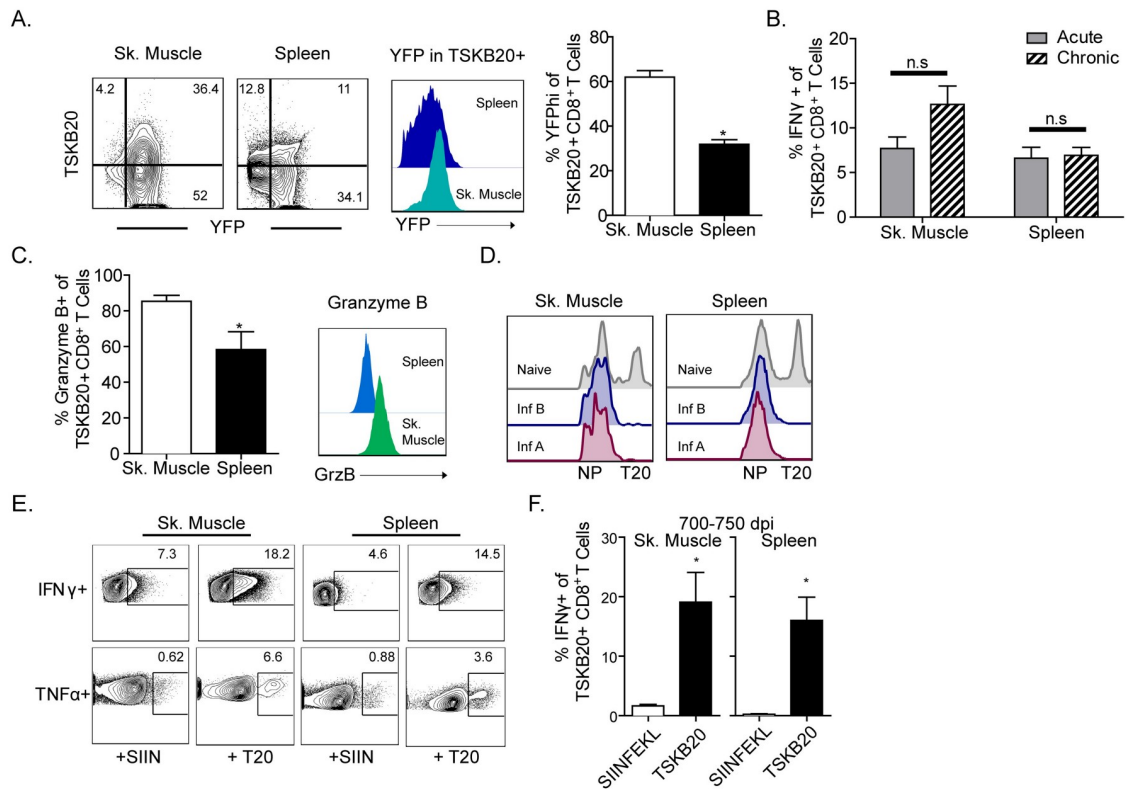 A.
Sk. Muscle
Spleen
4.2
36.4
52
12.8
11
34.1
TSKB20
YFP
YFP in TSKB20+
Spleen
Sk. Muscle
YFP
% YFPhi of
TSKB20+ CD8+ T Cells
80
60
40
20
0
*
Sk. Muscle
Spleen
B.
Acute
Chronic
% IFNγ + of
TSKB20+ CD8+ T Cells
20
15
10
5
0
n.s
n.s
Sk. Muscle
Spleen
C.
% Granzyme B+ of
TSKB20+ CD8+ T Cells
100
80
60
40
20
0
*
Sk. Muscle
Spleen
Granzyme B
Spleen
Sk.
Muscle
GrzB
D.
Sk. Muscle
Spleen
Naive
Inf B
Inf A
NP
T20
Naive
Inf B
Inf A
NP
T20
E.
Sk. Muscle
Spleen
IFNγ+
7.3
18.2
4.6
14.5
TNFα+
0.62
6.6
0.88
3.6
+SIIN
+ T20
+SIIN
+ T20
F.
700-750 dpi
Sk. Muscle
Spleen
% IFNγ+ of
TSKB20+ CD8+ T Cells
30
20
10
0
*
*
SIINFEKL
TSKB20
SIINFEKL
TSKB20